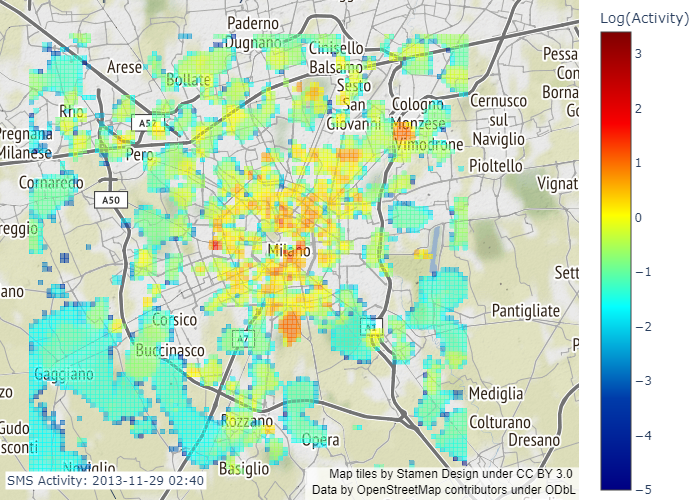 Log(Activity)
Paderno
Dugnano
Cinisello
Balsamo
Arese
Bollate
Sesto
San
Giovanni
Cologno
Monzese
Cernusco
sul
Naviglio
Pessa
Con
Borna
Go
Rho
A52
Pregnana
Milanese
Pero
Vimodrone
Pioltello
Cornaredo
Vignat
A50
reggio
Milano
Sett
ano
Pantigliate
Corsico
A7
A1
Buccinasco
P
Gaggiano
zo
Mediglia
Gudo
sconti
Rozzano
Colturano
Opera
Dresano
Noviglio
Basiglio
SMS Activity: 2013-11-29 02:40
Map tiles by Stamen Design under CC BY 3.0
Data by OpenStreetMap contributors under ODbL
3
2
1
0
−1
−2
−3
−4
−5